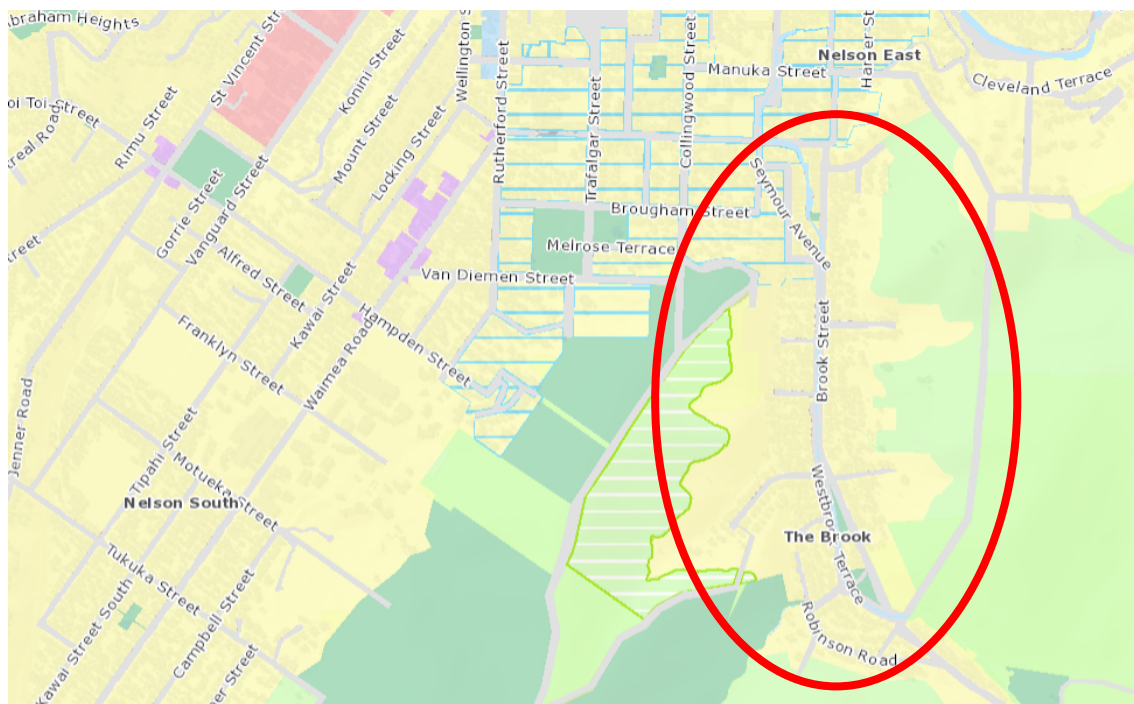 Abraham Heights
St Vincent Street
Konini Street
Wellington S
Rutherford Street
Trafalgar Street
Collingwood Street
Manuka Street
Nelson East
Cleveland Terrace
Toi Toi Street
Rimu Street
Mount Street
Locking Street
Seymour Avenue
Brougham Street
Melrose Terrace
Van Diemen Street
Gorrie Street
Vanguard Street
Alfred Street
Kawai Street
Hampden Street
Waimea Road
Franklyn Street
Brook Street
Jenner Road
Tipahi Street
Motueka Street
Nelson South
Westbrook Terrace
The Brook
Tukuka Street
Campbell Street
Kawai Street South
Robinson Road